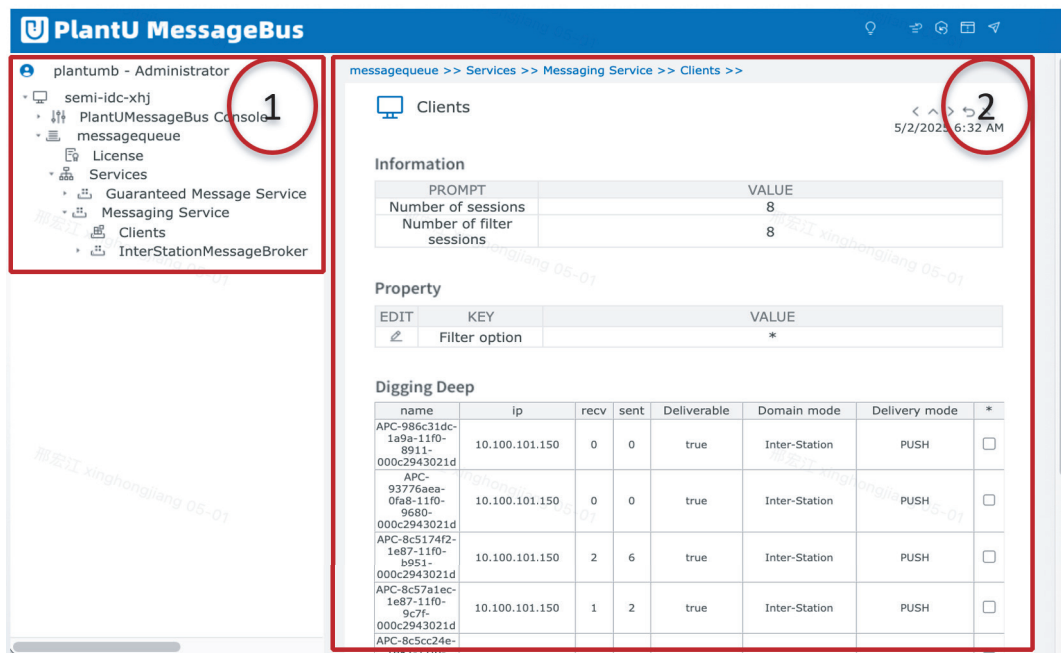 PlantU MessageBus
plantumb - Administrator
semi-idc-xhj
PlantUMessageBus Console
messagequeue
License
Services
Guaranteed Message Service
Messaging Service
Clients
InterStationMessageBroker
1
messagequeue >> Services >> Messaging Service >> Clients >>
Clients
2
5/2/2025 6:32 AM
Information
PROMPT VALUE
Number of sessions 8
Number of filter
sessions 8
Property
EDIT KEY VALUE
Filter option *
Digging Deep
name ip recv sent Deliverable Domain mode Delivery mode *
APC-986c31dc-
1a9a-11f0-
8911-
000c2943021d
10.100.101.150 0 0 true Inter-Station PUSH
APC-
93776aea-
0fa8-11f0-
9680-
000c2943021d
10.100.101.150 0 0 true Inter-Station PUSH
APC-8c5174f2-
1e87-11f0-
b951-
000c2943021d
10.100.101.150 2 6 true Inter-Station PUSH
APC-8c57a1ec-
1e87-11f0-
9c7f-
000c2943021d
10.100.101.150 1 2 true Inter-Station PUSH
APC-8c5cc24e-
邢宏江 xinghongjiang 05-01